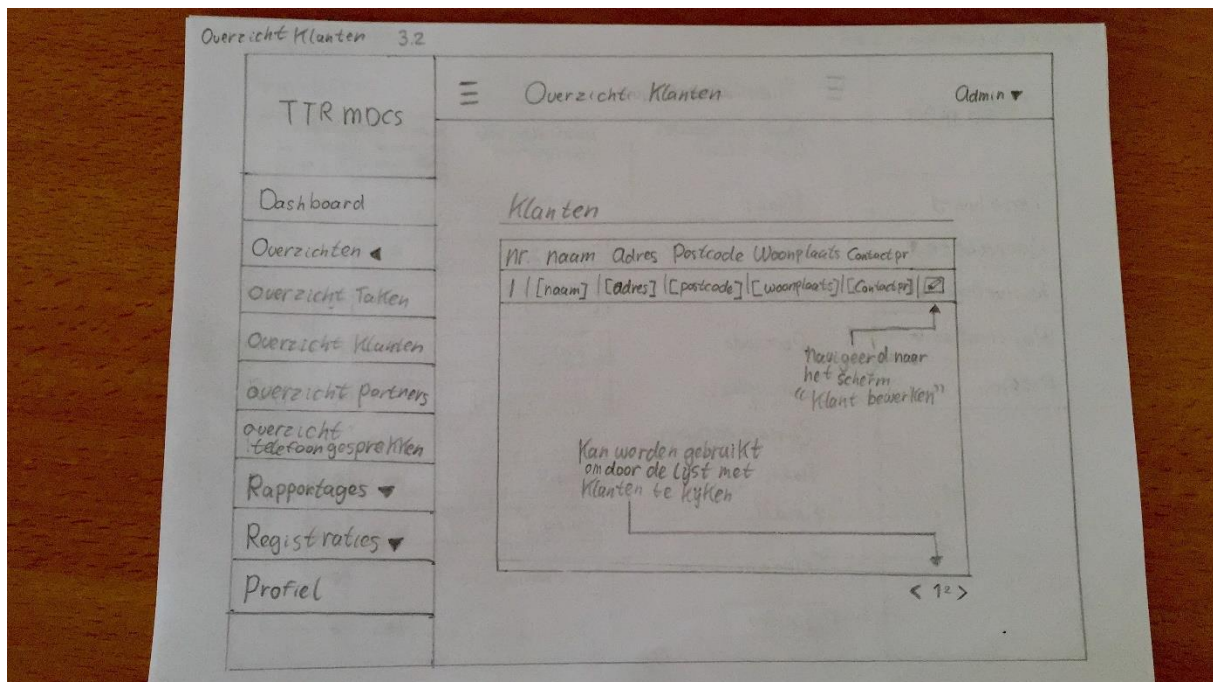 Overzicht Klanten 3.2
TTR MDCS
Overzicht Klanten
Admin
Dashboard
Overzichten
Overzicht Taken
Overzicht Klanten
overzicht partners
overzicht
telefoongesprekken
Rapportages
Registraties
Profiel
Klanten
Nr. naam Adres Postcode Woonplaats Contactpr
1 | [naam] | [adres] | [postcode] | [woonplaats] | [Contactpr] |
Navigeerd naar
het scherm
"Klant bewerken"
Kan worden gebruikt
om door de lijst met
Klanten te kijken
< 1 2 >